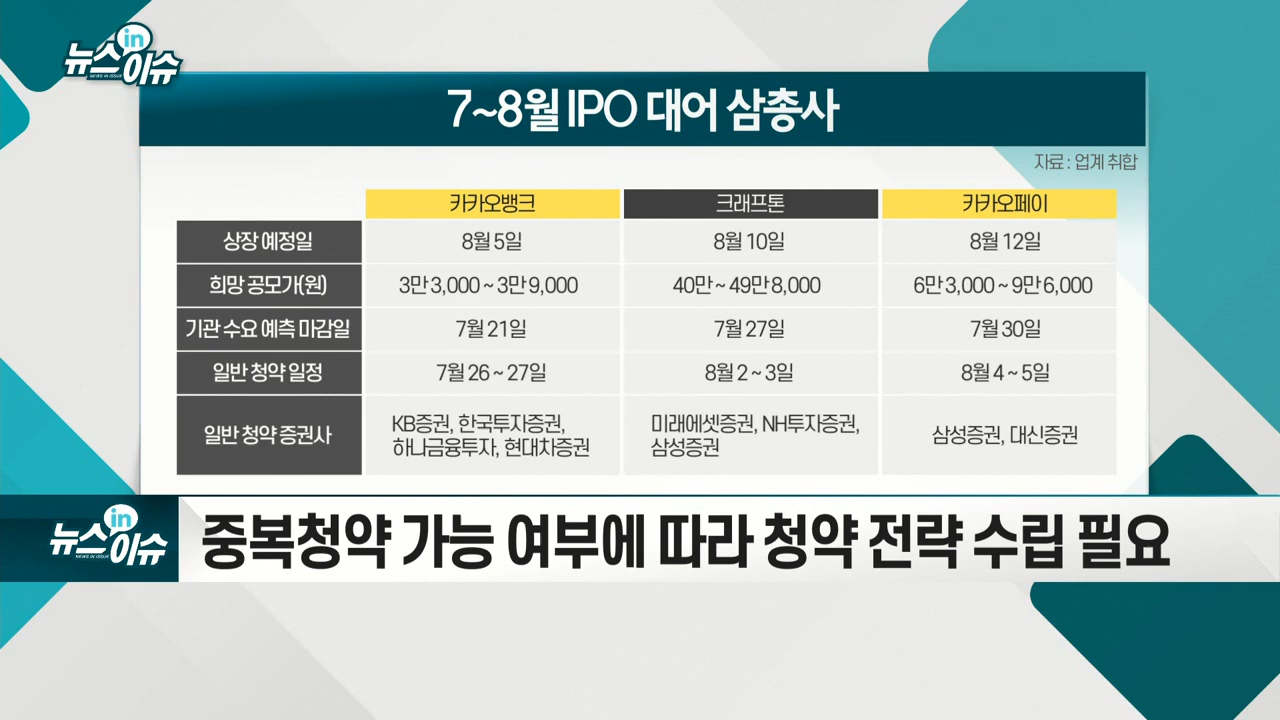 뉴스 in 이슈
NEWS IN ISSUE
7~8월 IPO 대어 삼총사
자료 : 업계 취합
카카오뱅크 크래프톤 카카오페이
상장 예정일 8월 5일 8월 10일 8월 12일
희망 공모가(원) 3만 3,000 ~ 3만 9,000 40만 ~ 49만 8,000 6만 3,000 ~ 9만 6,000
기관 수요 예측 마감일 7월 21일 7월 27일 7월 30일
일반 청약 일정 7월 26 ~ 27일 8월 2 ~ 3일 8월 4 ~ 5일
일반 청약 증권사
KB증권, 한국투자증권,
하나금융투자, 현대차증권
미래에셋증권, NH투자증권,
삼성증권
삼성증권, 대신증권
뉴스 in 이슈
NEWS IN ISSUE
중복청약 가능 여부에 따라 청약 전략 수립 필요